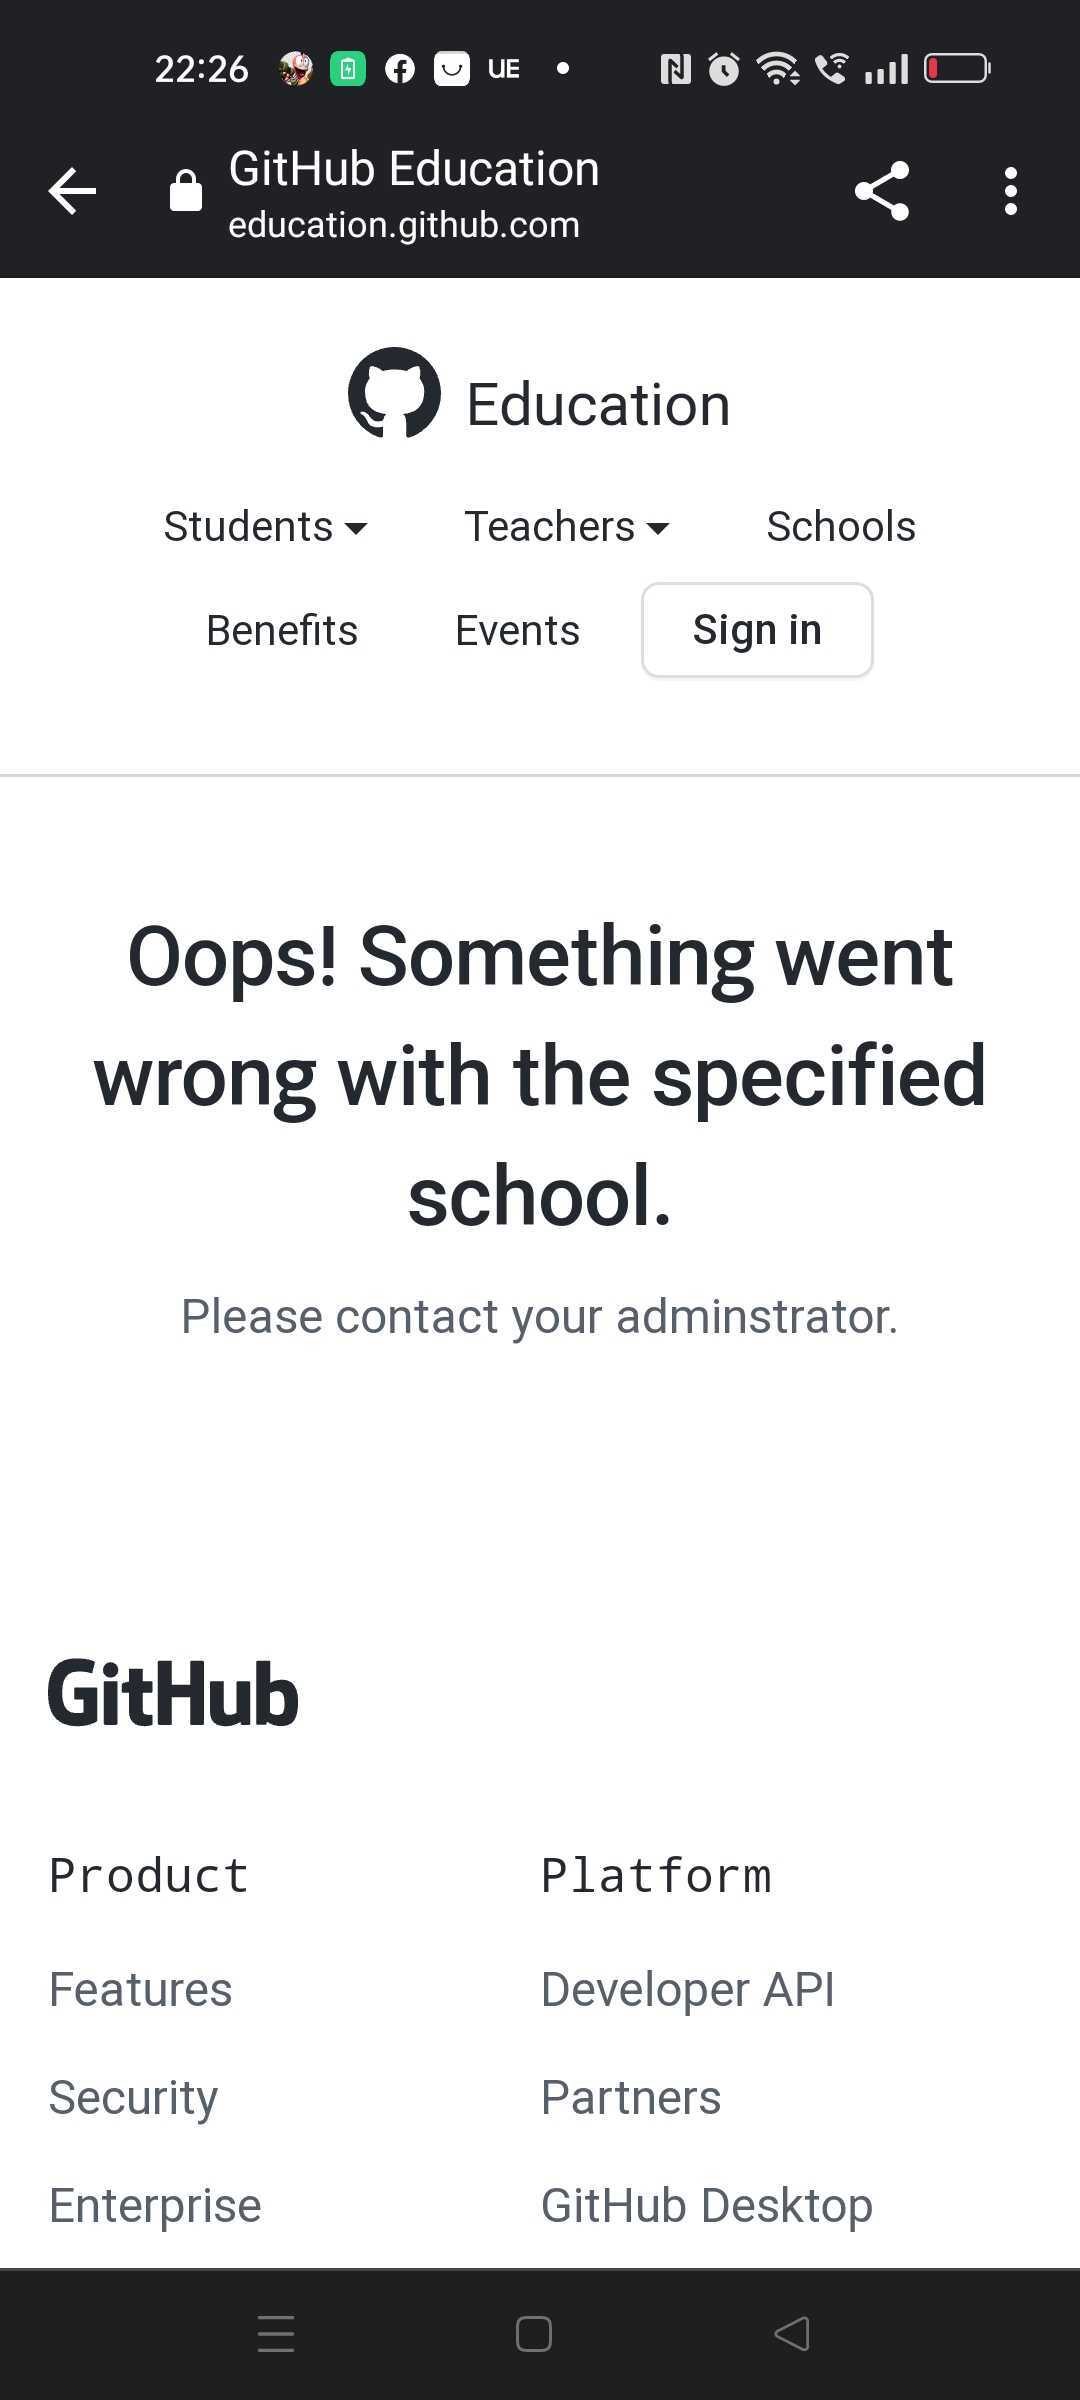 22:26 UE
GitHub Education
education.github.com
Education
Students Teachers Schools
Benefits Events Sign in
Oops! Something went
wrong with the specified
school.
Please contact your adminstrator.
GitHub
Product Platform
Features Developer API
Security Partners
Enterprise GitHub Desktop